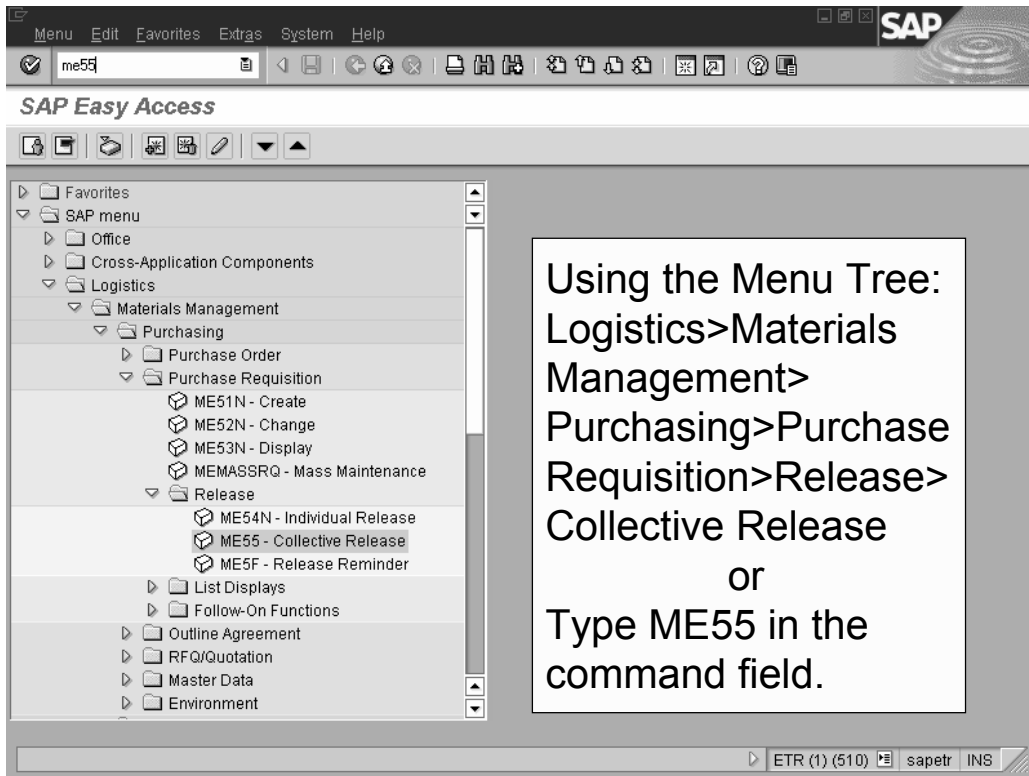 Menu Edit Favorites Extras System Help
SAP
me55
SAP Easy Access
Favorites
SAP menu
Office
Cross-Application Components
Logistics
Materials Management
Purchasing
Purchase Order
Purchase Requisition
ME51N - Create
ME52N - Change
ME53N - Display
MEMASSRQ - Mass Maintenance
Release
ME54N - Individual Release
ME55 - Collective Release
ME5F - Release Reminder
List Displays
Follow-On Functions
Outline Agreement
RFQ/Quotation
Master Data
Environment
Using the Menu Tree:
Logistics>Materials
Management>
Purchasing>Purchase
Requisition>Release>
Collective Release
or
Type ME55 in the
command field.
ETR (1) (510) sapetr INS